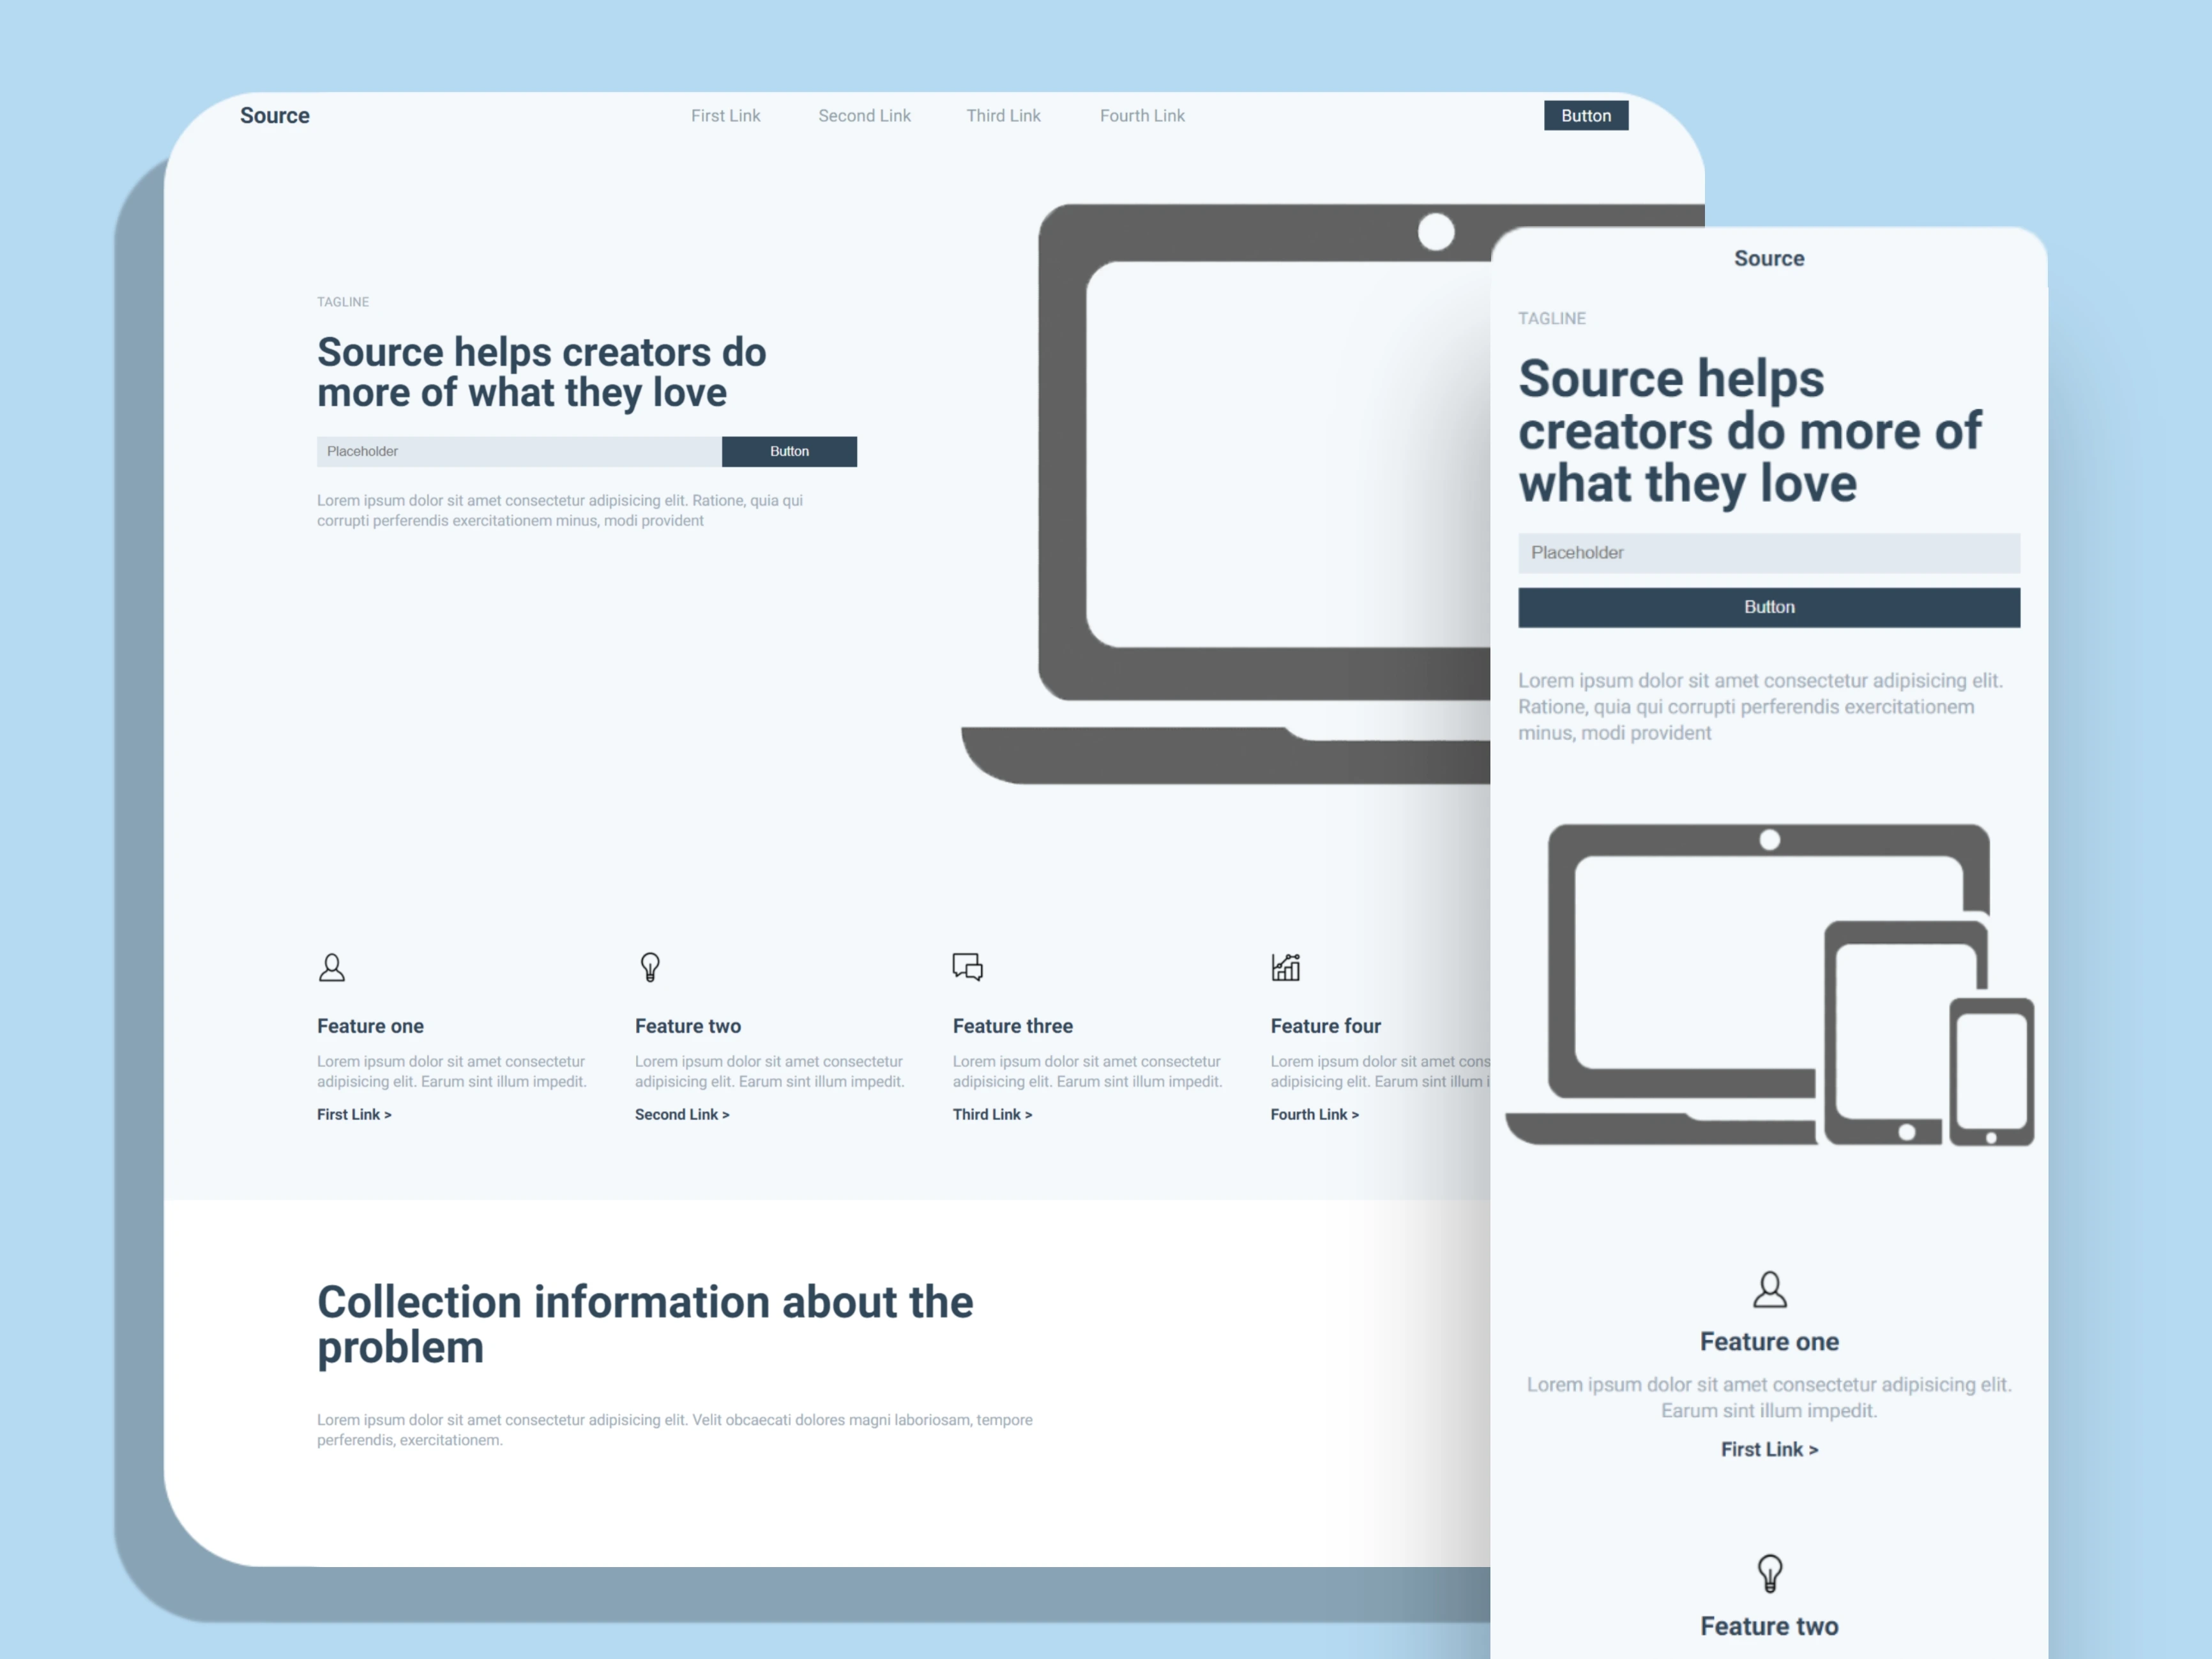 Source
First Link Second Link Third Link Fourth Link
Button
TAGLINE
Source helps creators do
more of what they love
Placeholder Button
Lorem ipsum dolor sit amet consectetur adipisicing elit. Ratione, quia qui
corrupti perferendis exercitationem minus, modi provident
Feature one
Lorem ipsum dolor sit amet consectetur
adipisicing elit. Earum sint illum impedit.
First Link >
Feature two
Lorem ipsum dolor sit amet consectetur
adipisicing elit. Earum sint illum impedit.
Second Link >
Feature three
Lorem ipsum dolor sit amet consectetur
adipisicing elit. Earum sint illum impedit.
Third Link >
Feature four
Lorem ipsum dolor sit amet cons
adipisicing elit. Earum sint illum i
Fourth Link >
Collection information about the
problem
Lorem ipsum dolor sit amet consectetur adipisicing elit. Velit obcaecati dolores magni laboriosam, tempore
perferendis, exercitationem.
Source
TAGLINE
Source helps
creators do more of
what they love
Placeholder
Button
Lorem ipsum dolor sit amet consectetur adipisicing elit.
Ratione, quia qui corrupti perferendis exercitationem
minus, modi provident
Feature one
Lorem ipsum dolor sit amet consectetur adipisicing elit.
Earum sint illum impedit.
First Link >
Feature two